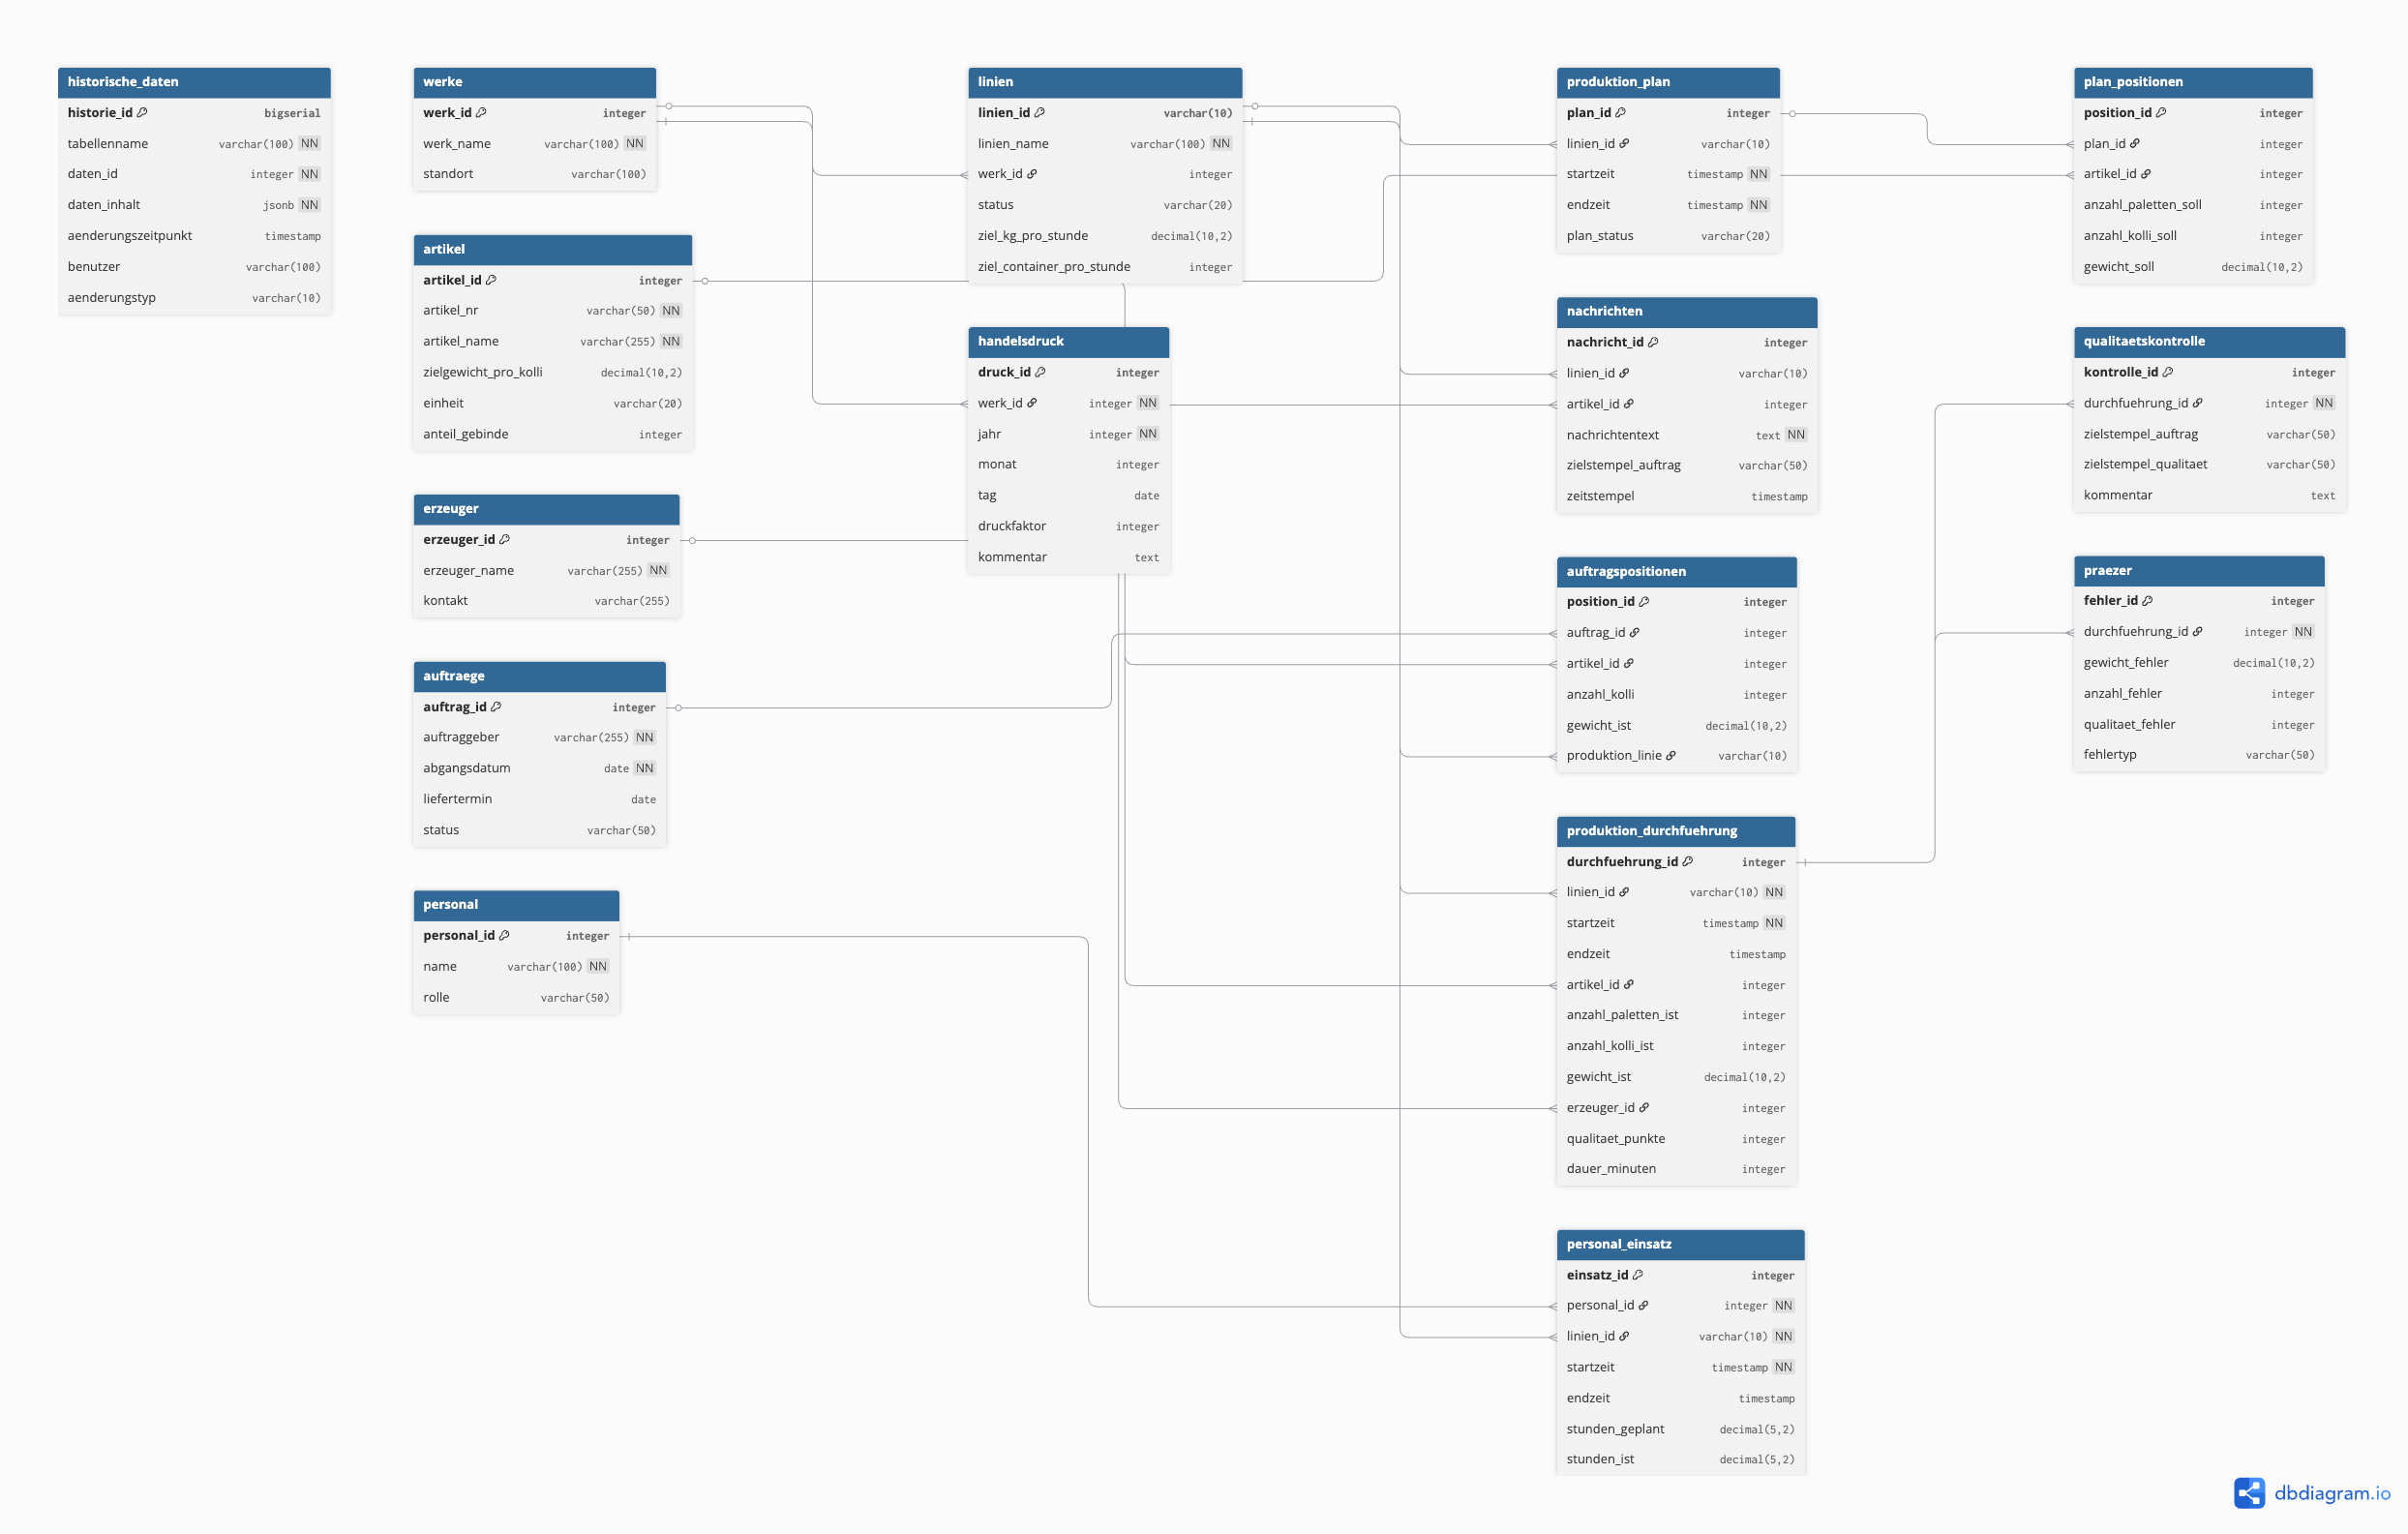 historische_daten
historie_id bigserial
tabellenname varchar(100) NN
daten_id integer NN
daten_inhalt jsonb NN
aenderungszeitpunkt timestamp
benutzer varchar(100)
aenderungstyp varchar(10)
werke
werk_id integer
werk_name varchar(100) NN
standort varchar(100)
artikel
artikel_id integer
artikel_nr varchar(50) NN
artikel_name varchar(255) NN
zielgewicht_pro_kolli decimal(10,2)
einheit varchar(20)
anteil_gebinde integer
erzeuger
erzeuger_id integer
erzeuger_name varchar(255) NN
kontakt varchar(255)
auftraege
auftrag_id integer
auftraggeber varchar(255) NN
abgangsdatum date NN
liefertermin date
status varchar(50)
personal
personal_id integer
name varchar(100) NN
rolle varchar(50)
linien
linien_id varchar(10)
linien_name varchar(100) NN
werk_id integer
status varchar(20)
ziel_kg_pro_stunde decimal(10,2)
ziel_container_pro_stunde integer
handelsdruck
druck_id integer
werk_id integer NN
jahr integer NN
monat integer
tag date
druckfaktor integer
kommentar text
produktion_plan
plan_id integer
linien_id varchar(10)
startzeit timestamp NN
endzeit timestamp NN
plan_status varchar(20)
nachrichten
nachricht_id integer
linien_id varchar(10)
artikel_id integer
nachrichtentext text NN
zielstempel_auftrag varchar(50)
zeitstempel timestamp
auftragspositionen
position_id integer
auftrag_id integer
artikel_id integer
anzahl_kolli integer
gewicht_ist decimal(10,2)
produktion_linie varchar(10)
produktion_durchfuehrung
durchfuehrung_id integer
linien_id varchar(10) NN
startzeit timestamp NN
endzeit timestamp
artikel_id integer
anzahl_paletten_ist integer
anzahl_kolli_ist integer
gewicht_ist decimal(10,2)
erzeuger_id integer
qualitaet_punkte integer
dauer_minuten integer
personal_einsatz
einsatz_id integer
personal_id integer NN
linien_id varchar(10) NN
startzeit timestamp NN
endzeit timestamp
stunden_geplant decimal(5,2)
stunden_ist decimal(5,2)
plan_positionen
position_id integer
plan_id integer
artikel_id integer
anzahl_paletten_soll integer
anzahl_kolli_soll integer
gewicht_soll decimal(10,2)
qualitaetskontrolle
kontrolle_id integer
durchfuehrung_id integer NN
zielstempel_auftrag varchar(50)
zielstempel_qualitaet varchar(50)
kommentar text
praezer
fehler_id integer
durchfuehrung_id integer NN
gewicht_fehler decimal(10,2)
anzahl_fehler integer
qualitaet_fehler integer
fehlertyp varchar(50)
dbdiagram.io